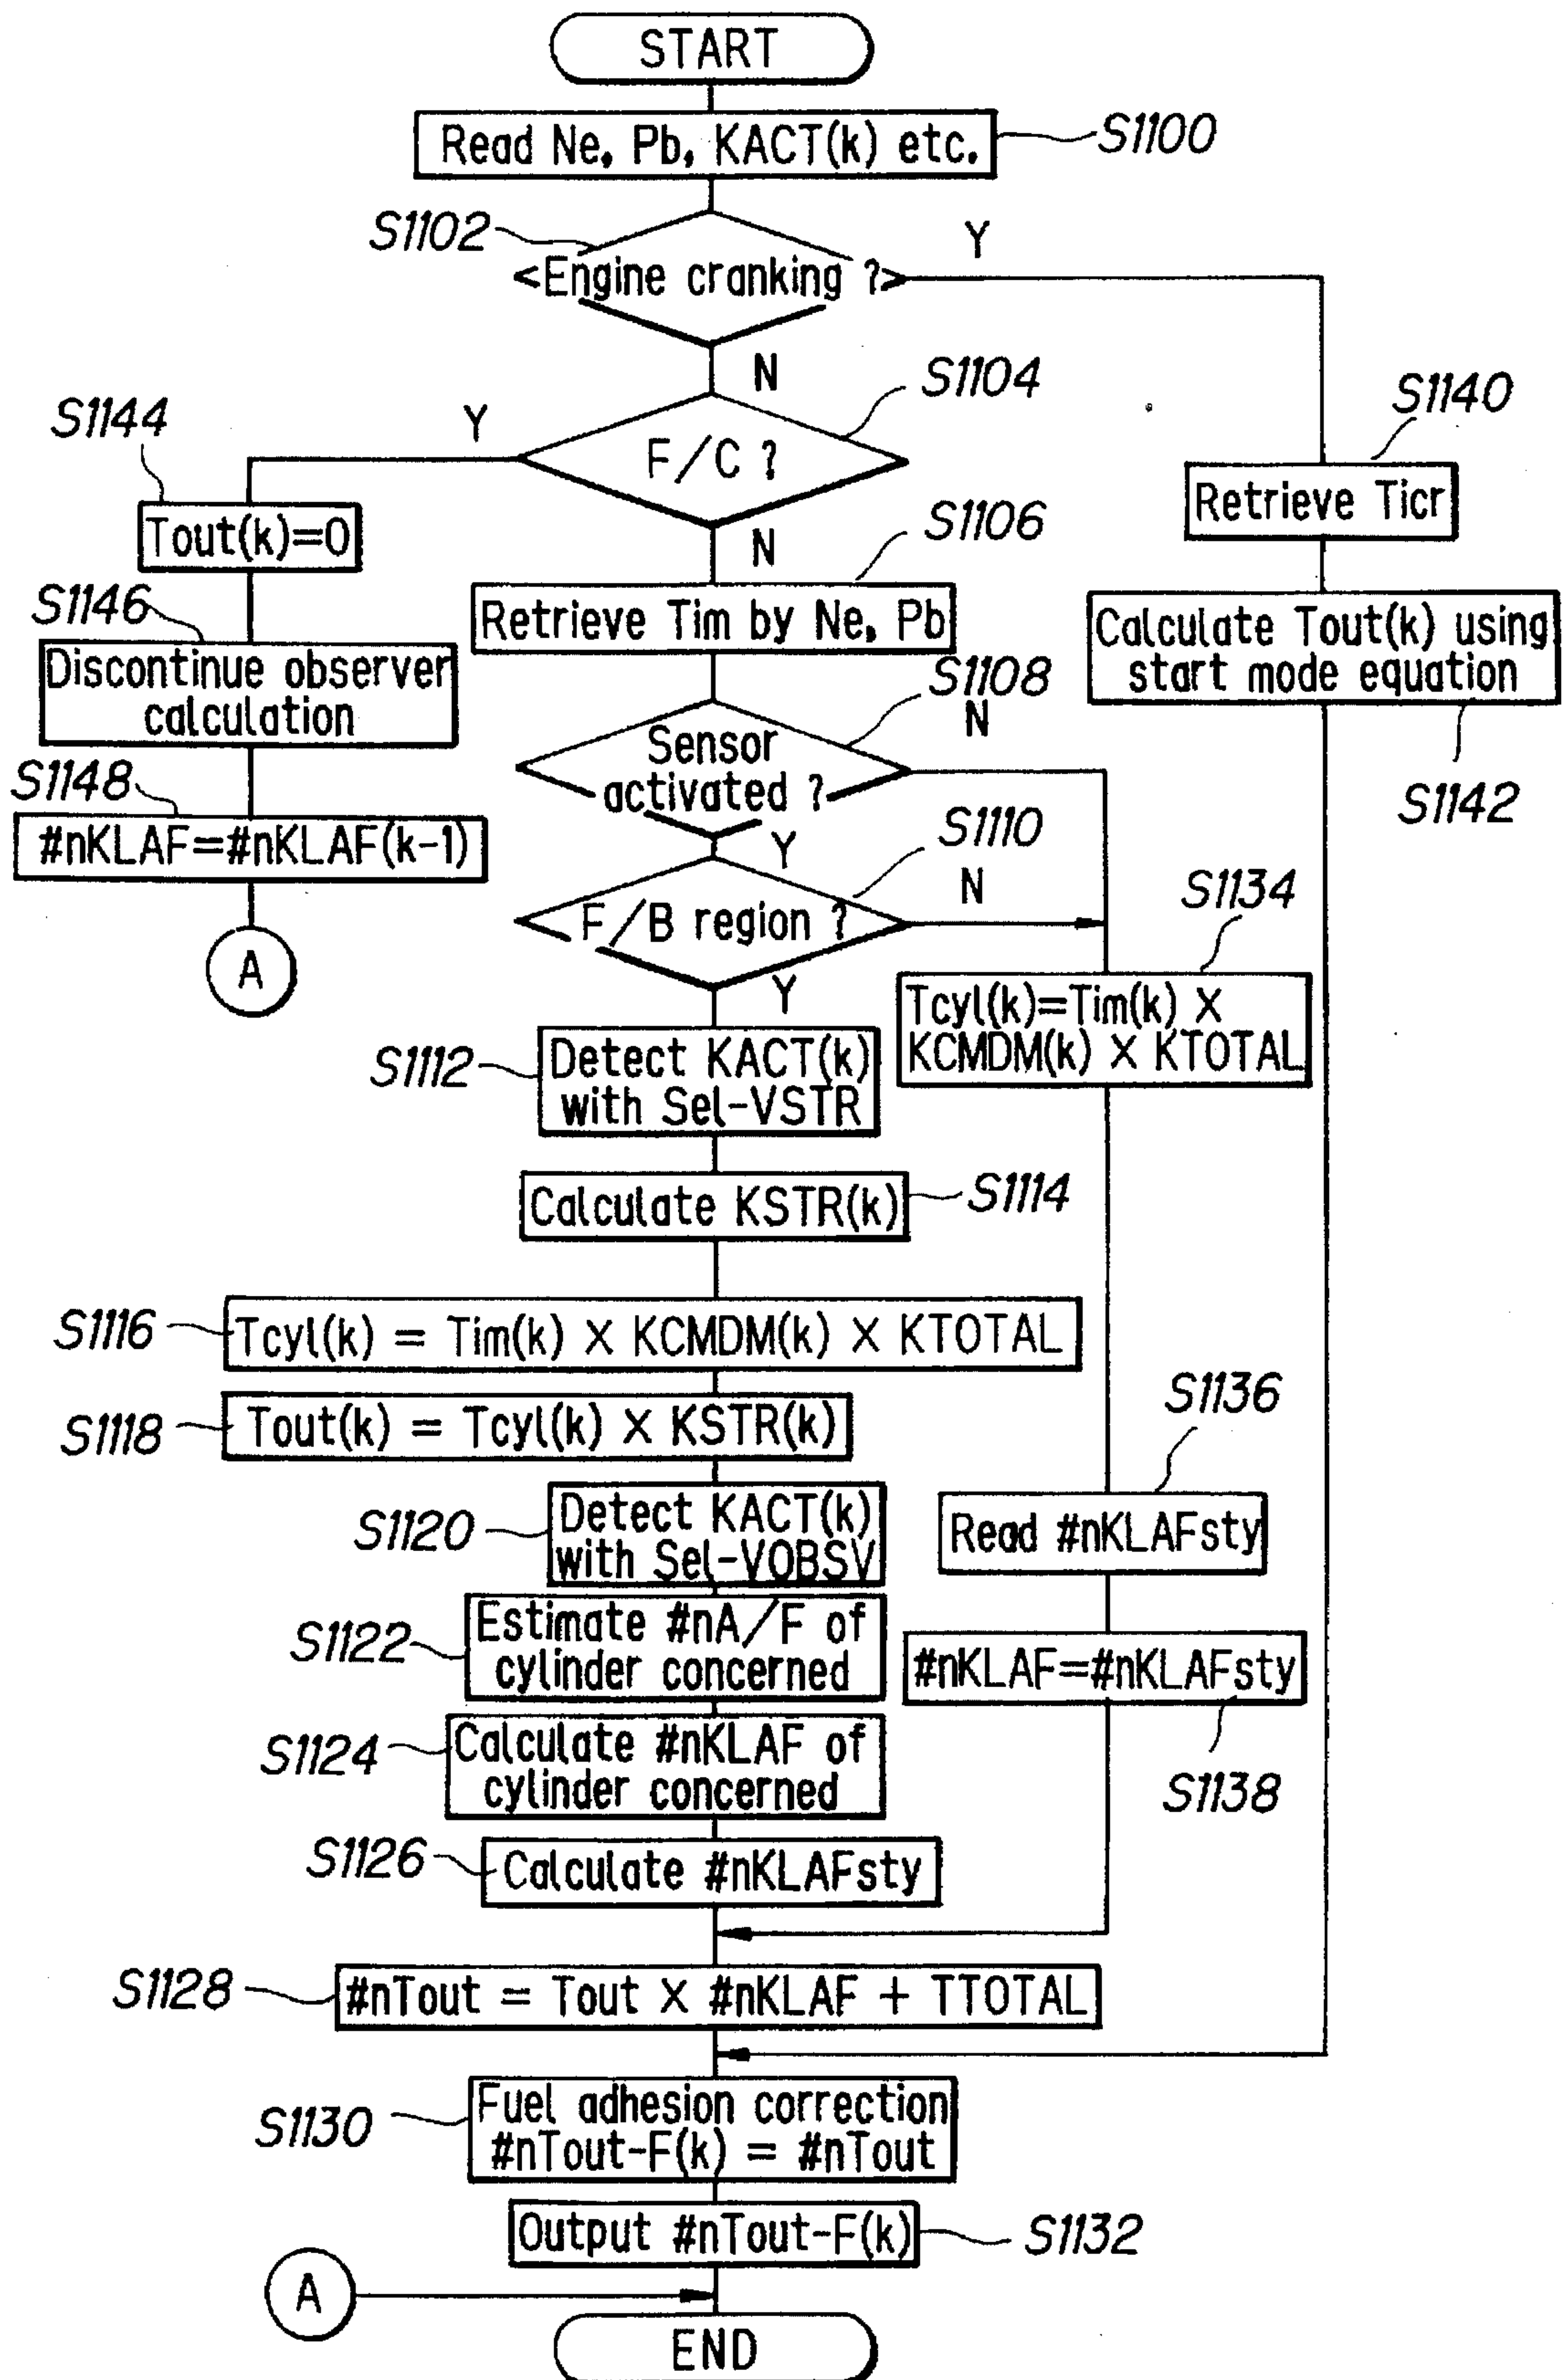 START
Read Ne, Pb, KACT(k) etc.
S1100
S1102
<Engine cranking ?>
Y
N
S1104
F/C ?
Y
N
S1140
Retrieve Ticr
S1144
Tout(k)=0
S1106
Retrieve Tim by Ne, Pb
Calculate Tout(k) using
start mode equation
S1142
S1146
Discontinue observer
calculation
S1108
N
Sensor
activated ?
Y
S1148
#nKLAF=#nKLAF(k-1)
A
S1110
F/B region ?
N
Y
S1134
Tcyl(k)=Tim(k) X
KCMDM(k) X KTOTAL
S1112
Detect KACT(k)
with Sel-VSTR
Calculate KSTR(k)
S1114
S1116
Tcyl(k) = Tim(k) X KCMDM(k) X KTOTAL
S1118
Tout(k) = Tcyl(k) X KSTR(k)
S1136
Read #nKLAFsty
S1120
Detect KACT(k)
with Sel-VOBSV
S1122
Estimate #nA/F of
cylinder concerned
#nKLAF=#nKLAFsty
S1138
S1124
Calculate #nKLAF of
cylinder concerned
S1126
Calculate #nKLAFsty
S1128
#nTout = Tout X #nKLAF + TTOTAL
S1130
Fuel adhesion correction
#nTout-F(k) = #nTout
Output #nTout-F(k)
S1132
A
END